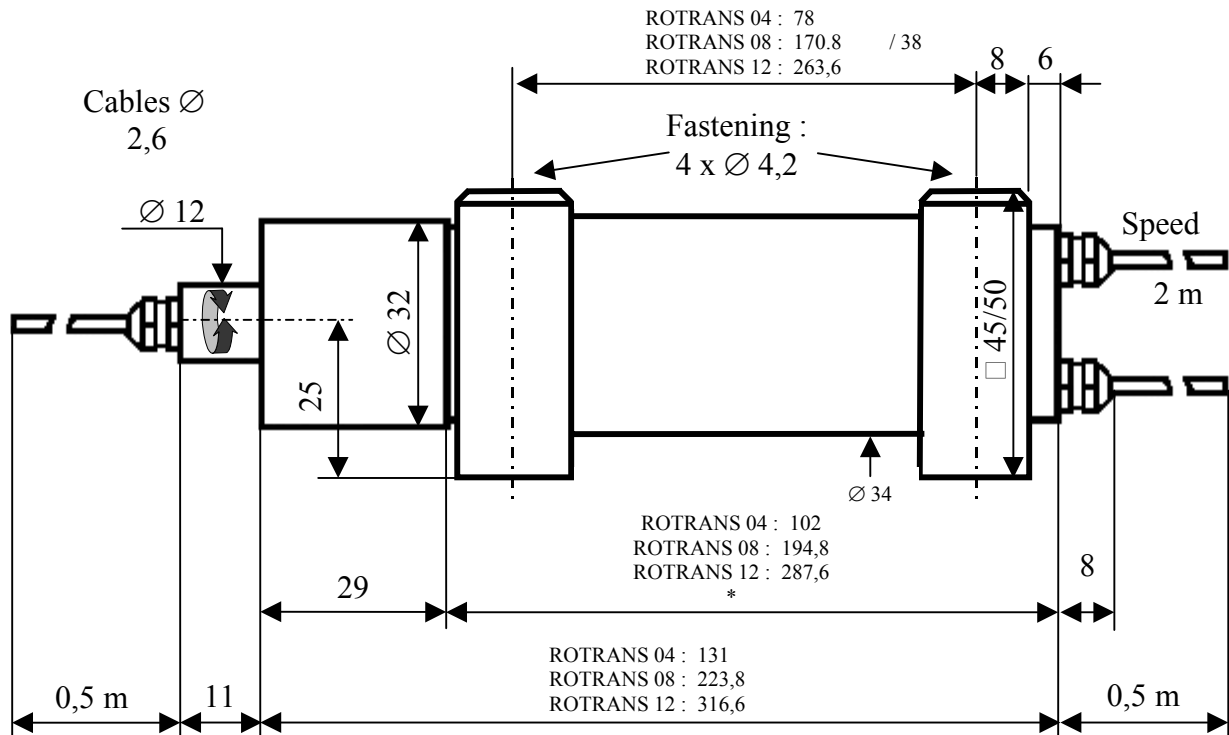 ROTRANS 04 : 78
ROTRANS 08 : 170.8 / 38
ROTRANS 12 : 263,6
8
6
Cables ∅
2,6
Fastening :
4 x ∅ 4,2
∅ 12
Speed
2 m
∅ 32
25
□ 45/50
∅ 34
ROTRANS 04 : 102
ROTRANS 08 : 194,8
ROTRANS 12 : 287,6
*
29
8
ROTRANS 04 : 131
ROTRANS 08 : 223,8
ROTRANS 12 : 316,6
0,5 m
11
0,5 m